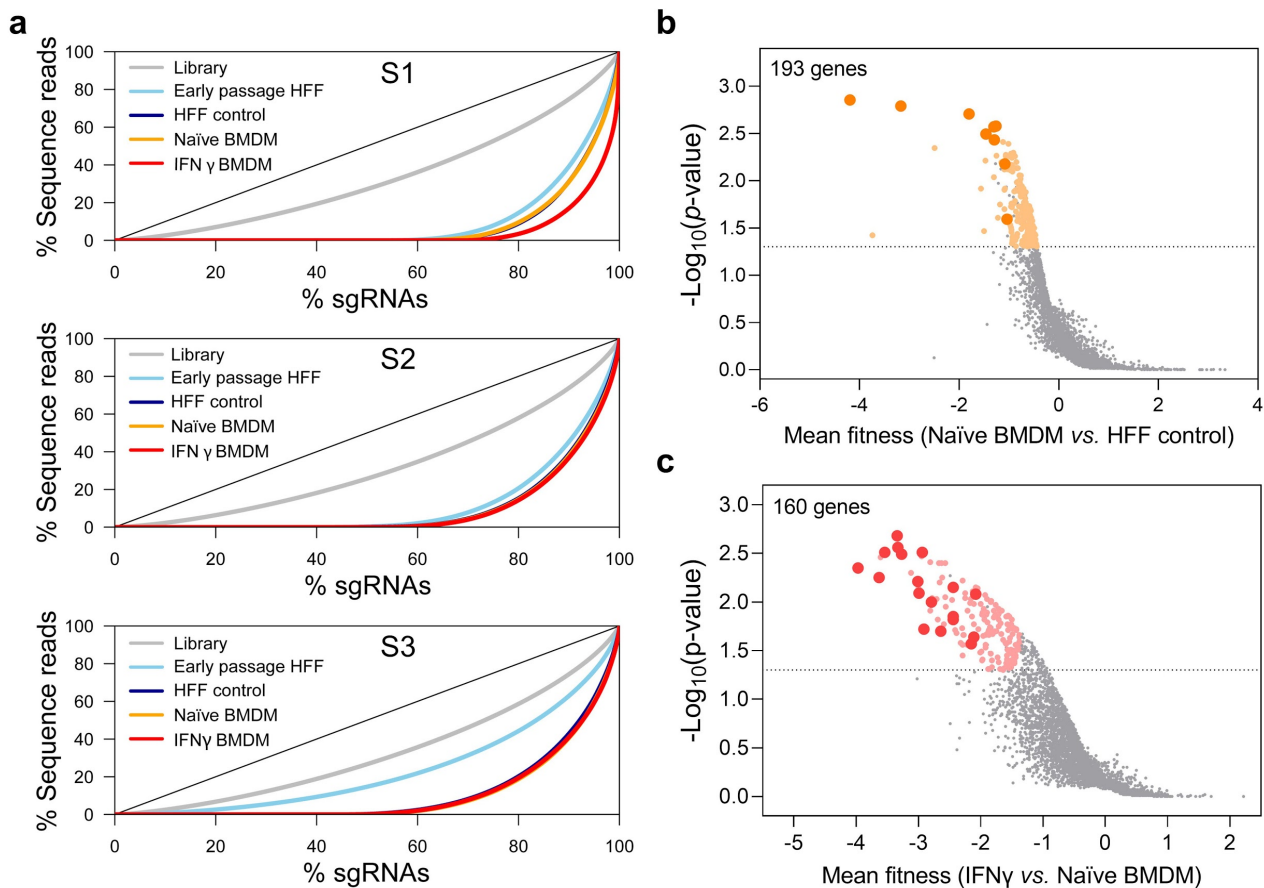 a
S1
% Sequence reads
100
80
60
40
20
0
Library
Early passage HFF
HFF control
Naïve BMDM
IFN γ BMDM
0 20 40 60 80 100
% sgRNAs
S2
% Sequence reads
100
80
60
40
20
0
Library
Early passage HFF
HFF control
Naïve BMDM
IFN γ BMDM
0 20 40 60 80 100
% sgRNAs
S3
% Sequence reads
100
80
60
40
20
0
Library
Early passage HFF
HFF control
Naïve BMDM
IFNγ BMDM
0 20 40 60 80 100
% sgRNAs
b
193 genes
-Log10(p-value)
3.0
2.5
2.0
1.5
1.0
0.5
0.0
-6 -4 -2 0 2 4
Mean fitness (Naïve BMDM vs. HFF control)
c
160 genes
-Log10(p-value)
3.0
2.5
2.0
1.5
1.0
0.5
0.0
-5 -4 -3 -2 -1 0 1 2
Mean fitness (IFNγ vs. Naïve BMDM)